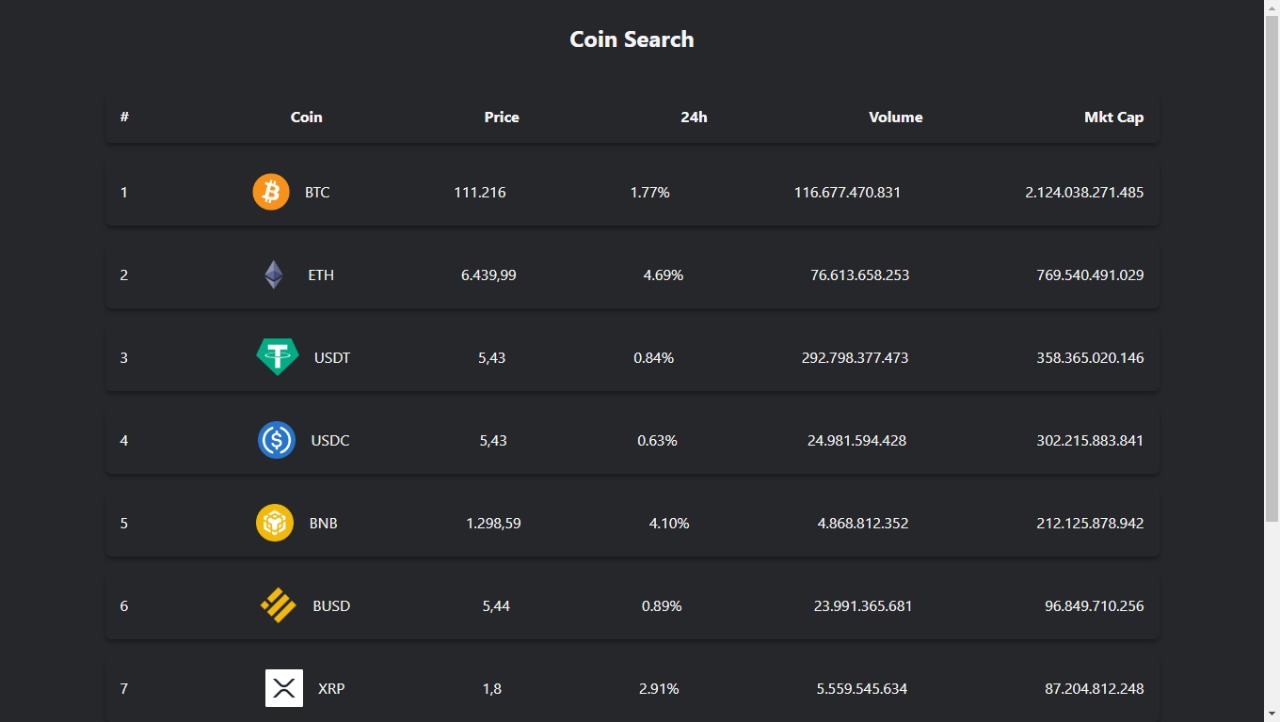 Coin Search
# Coin Price 24h Volume Mkt Cap
1 BTC 111.216 1.77% 116.677.470.831 2.124.038.271.485
2 ETH 6.439,99 4.69% 76.613.658.253 769.540.491.029
3 USDT 5,43 0.84% 292.798.377.473 358.365.020.146
4 USDC 5,43 0.63% 24.981.594.428 302.215.883.841
5 BNB 1.298,59 4.10% 4.868.812.352 212.125.878.942
6 BUSD 5,44 0.89% 23.991.365.681 96.849.710.256
7 XRP 1,8 2.91% 5.559.545.634 87.204.812.248